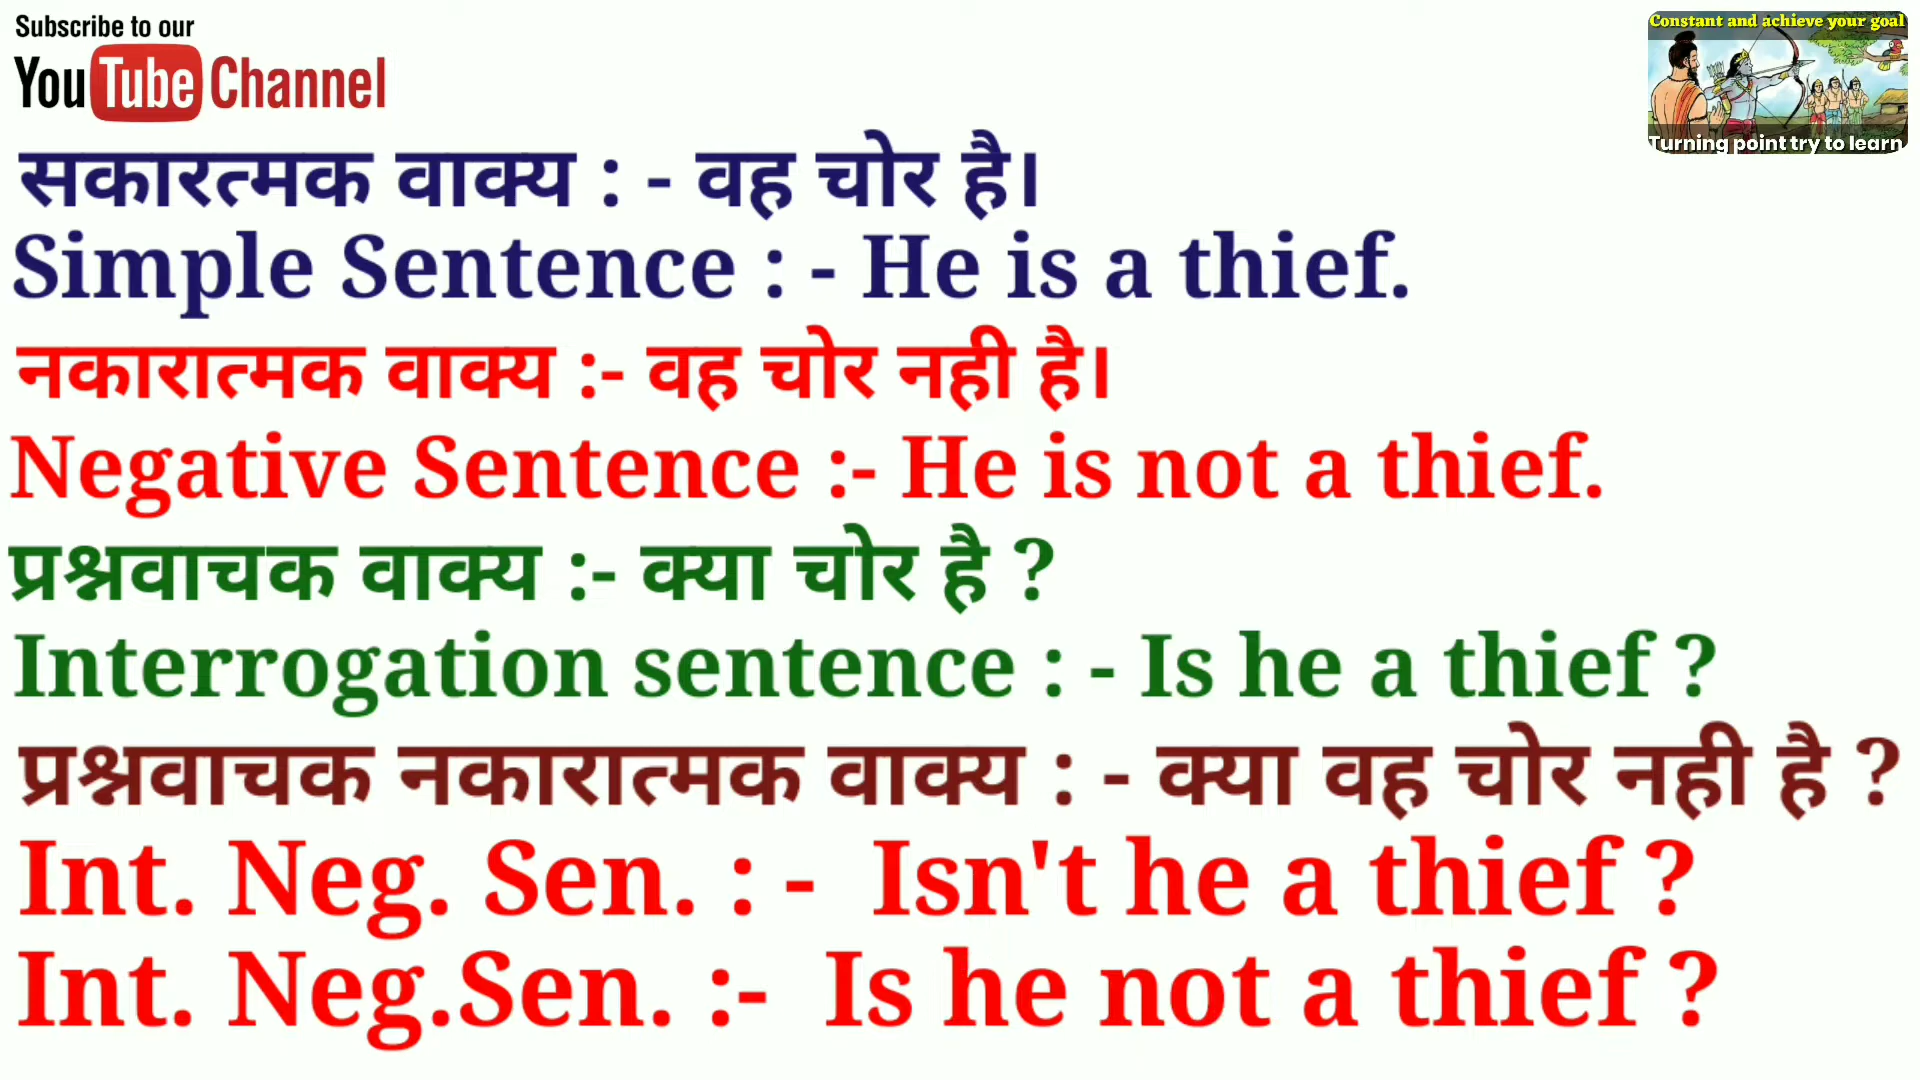 Subscribe to our
YouTube Channel
Constant and achieve your goal
Turning point try to learn
सकारत्मक वाक्य : - वह चोर है।
Simple Sentence : - He is a thief.
नकारात्मक वाक्य :- वह चोर नही है।
Negative Sentence :- He is not a thief.
प्रश्नवाचक वाक्य :- क्या चोर है ?
Interrogation sentence : - Is he a thief ?
प्रश्नवाचक नकारात्मक वाक्य : - क्या वह चोर नही है ?
Int. Neg. Sen. : - Isn't he a thief ?
Int. Neg.Sen. :- Is he not a thief ?